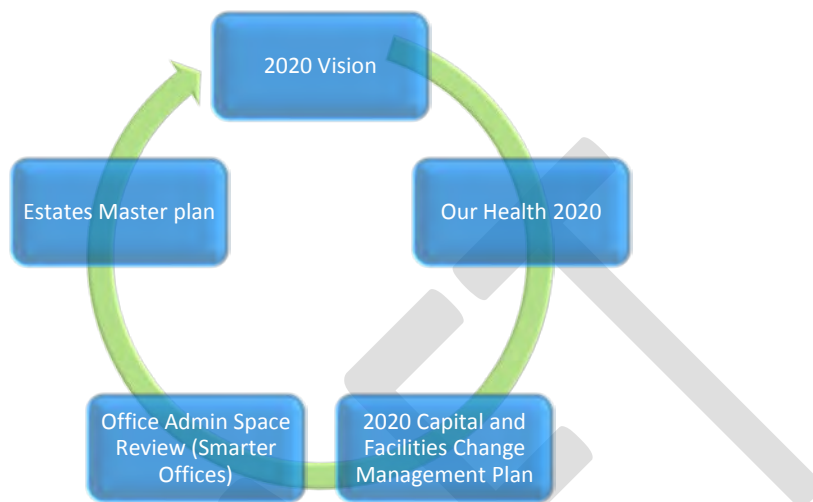 2020 Vision
Our Health 2020
2020 Capital and
Facilities Change
Management Plan
Office Admin Space
Review (Smarter
Offices)
Estates Master plan